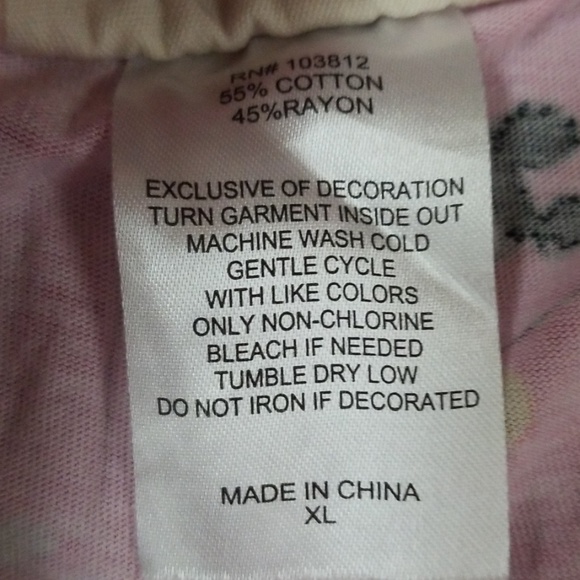 RN# 103812
55% COTTON
45%RAYON
EXCLUSIVE OF DECORATION
TURN GARMENT INSIDE OUT
MACHINE WASH COLD
GENTLE CYCLE
WITH LIKE COLORS
ONLY NON-CHLORINE
BLEACH IF NEEDED
TUMBLE DRY LOW
DO NOT IRON IF DECORATED
MADE IN CHINA
XL